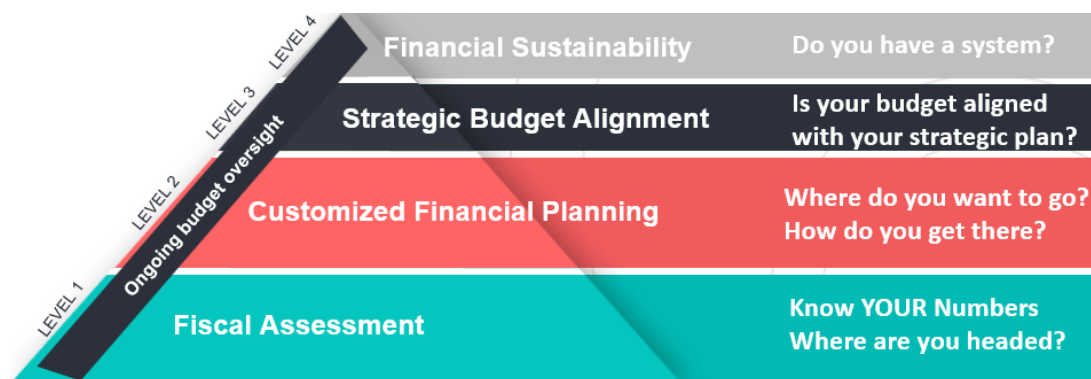 LEVEL 4
Financial Sustainability
Do you have a system?
LEVEL 3
Strategic Budget Alignment
Is your budget aligned
with your strategic plan?
LEVEL 2
Customized Financial Planning
Where do you want to go?
How do you get there?
LEVEL 1
Fiscal Assessment
Know YOUR Numbers
Where are you headed?
Ongoing budget oversight